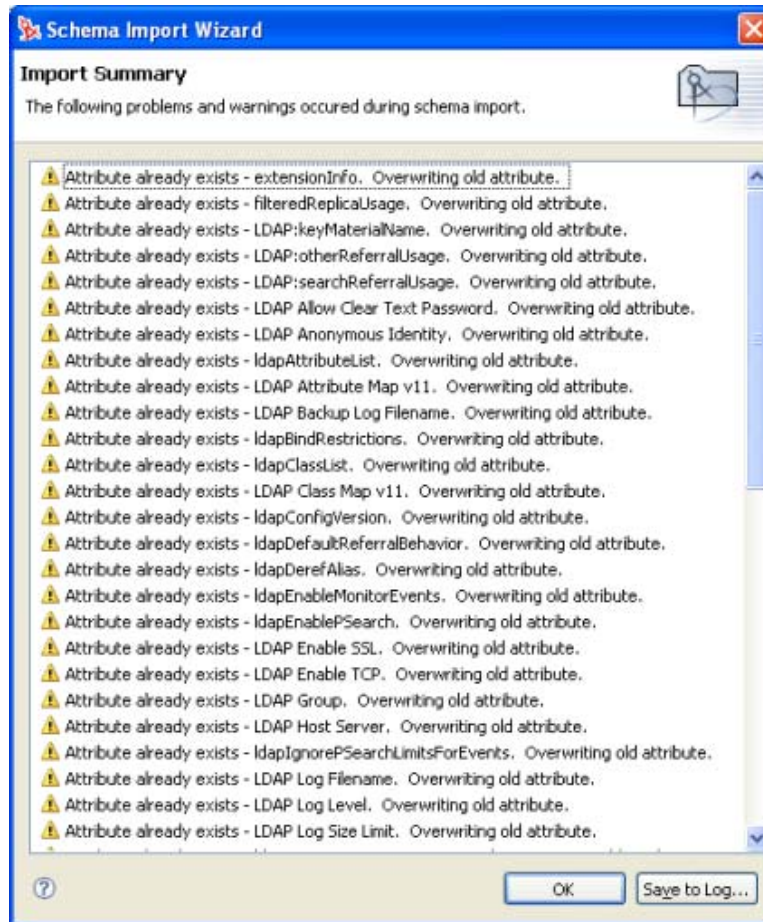 Schema Import Wizard
Import Summary
The following problems and warnings occured during schema import.
Attribute already exists - extensionInfo. Overwriting old attribute.
Attribute already exists - filteredReplicaUsage. Overwriting old attribute.
Attribute already exists - LDAP:keyMaterialName. Overwriting old attribute.
Attribute already exists - LDAP:otherReferralUsage. Overwriting old attribute.
Attribute already exists - LDAP:searchReferralUsage. Overwriting old attribute.
Attribute already exists - LDAP Allow Clear Text Password. Overwriting old attribute.
Attribute already exists - LDAP Anonymous Identity. Overwriting old attribute.
Attribute already exists - ldapAttributeList. Overwriting old attribute.
Attribute already exists - LDAP Attribute Map v11. Overwriting old attribute.
Attribute already exists - LDAP Backup Log Filename. Overwriting old attribute.
Attribute already exists - ldapBindRestrictions. Overwriting old attribute.
Attribute already exists - ldapClassList. Overwriting old attribute.
Attribute already exists - LDAP Class Map v11. Overwriting old attribute.
Attribute already exists - ldapConfigVersion. Overwriting old attribute.
Attribute already exists - ldapDefaultReferralBehavior. Overwriting old attribute.
Attribute already exists - ldapDerefAlias. Overwriting old attribute.
Attribute already exists - ldapEnableMonitorEvents. Overwriting old attribute.
Attribute already exists - ldapEnablePSearch. Overwriting old attribute.
Attribute already exists - LDAP Enable SSL. Overwriting old attribute.
Attribute already exists - LDAP Enable TCP. Overwriting old attribute.
Attribute already exists - LDAP Group. Overwriting old attribute.
Attribute already exists - LDAP Host Server. Overwriting old attribute.
Attribute already exists - ldapIgnorePSearchLimitsForEvents. Overwriting old attribute.
Attribute already exists - LDAP Log Filename. Overwriting old attribute.
Attribute already exists - LDAP Log Level. Overwriting old attribute.
Attribute already exists - LDAP Log Size Limit. Overwriting old attribute.
? OK Save to Log...